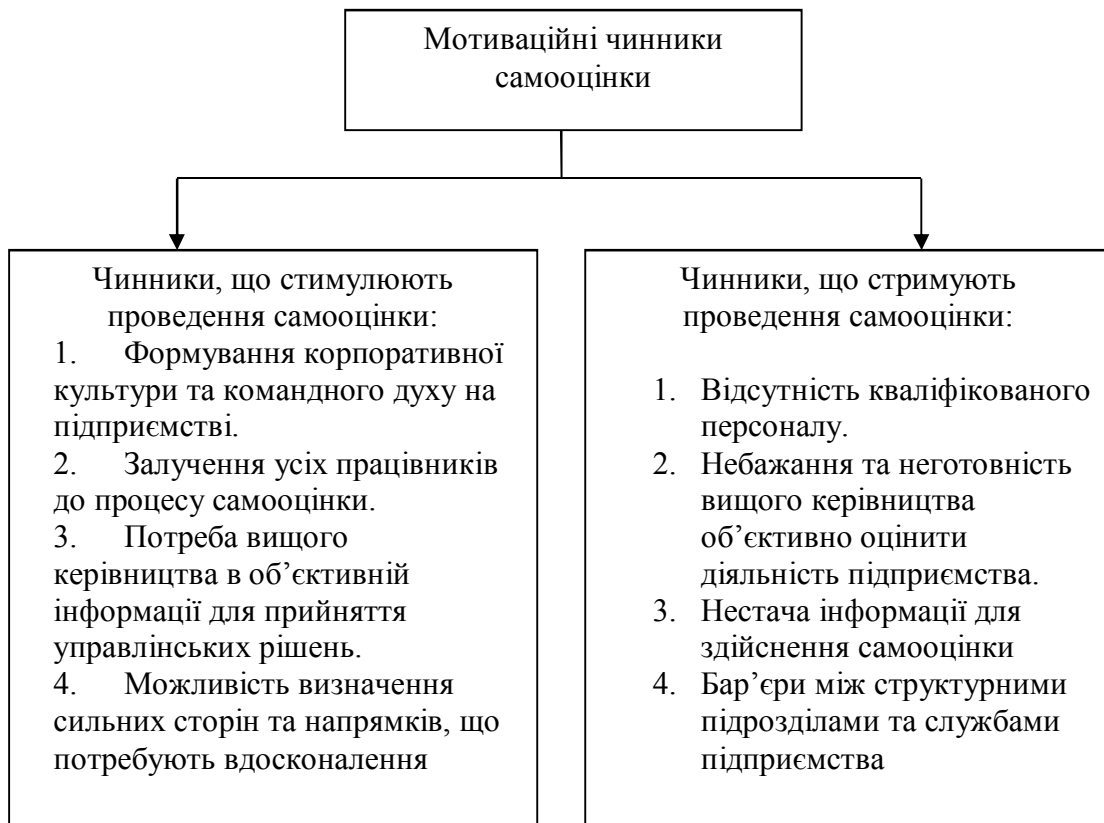 Мотиваційні чинники
самооцінки
Чинники, що стимулюють
проведення самооцінки:
1. Формування корпоративної
культури та командного духу на
підприємстві.
2. Залучення усіх працівників
до процесу самооцінки.
3. Потреба вищого
керівництва в об’єктивній
інформації для прийняття
управлінських рішень.
4. Можливість визначення
сильних сторін та напрямків, що
потребують вдосконалення
Чинники, що стримують
проведення самооцінки:
1. Відсутність кваліфікованого
персоналу.
2. Небажання та неготовність
вищого керівництва
об’єктивно оцінити
діяльність підприємства.
3. Нестача інформації для
здійснення самооцінки
4. Бар’єри між структурними
підрозділами та службами
підприємства